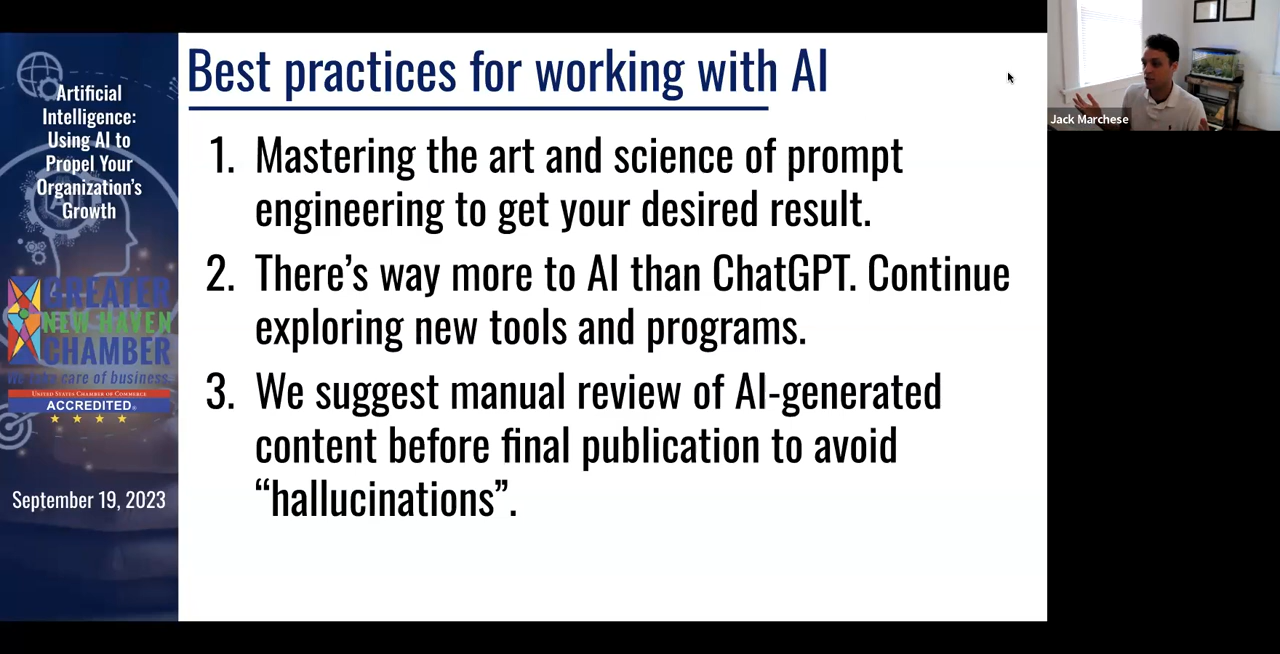 Best practices for working with AI
1. Mastering the art and science of prompt
engineering to get your desired result.
2. There’s way more to AI than ChatGPT. Continue
exploring new tools and programs.
3. We suggest manual review of AI-generated
content before final publication to avoid
“hallucinations”.
Artificial
Intelligence:
Using AI to
Propel Your
Organization’s
Growth
GREATER
NEW HAVEN
CHAMBER
We take care of business
UNITED STATES CHAMBER OF COMMERCE
ACCREDITED
September 19, 2023
Jack Marchese